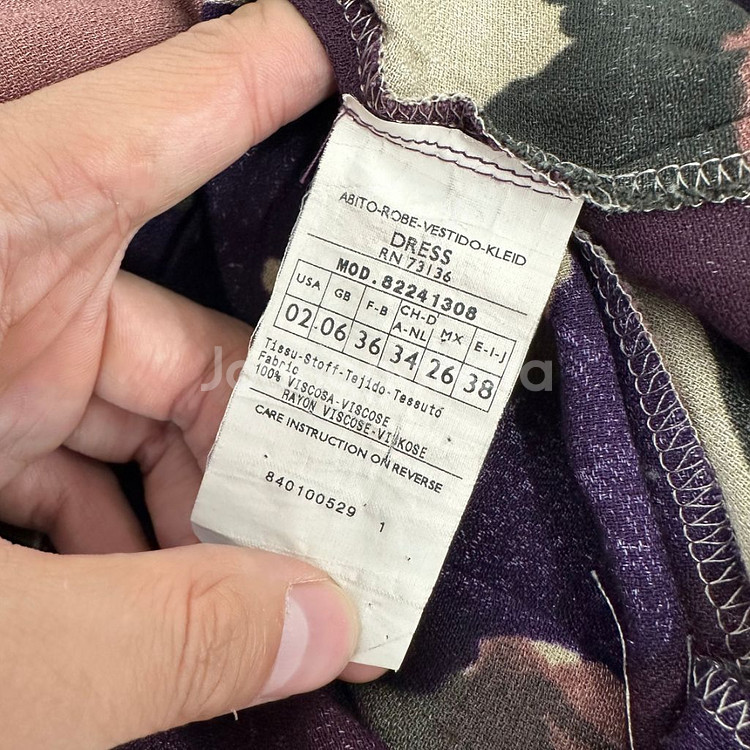 ABITO-ROBE-VESTIDO-KLEID
DRESS
RN 73136
MOD. 82241308
USA GB F-B CH-D A-NL MX E-I-J
02 06 36 34 26 38
Tissu-Stoff-Tejido-Tessuto
Fabric
100% VISCOSA-VISCOSE
RAYON VISCOSE-VISKOSE
CARE INSTRUCTION ON REVERSE
840100529 1